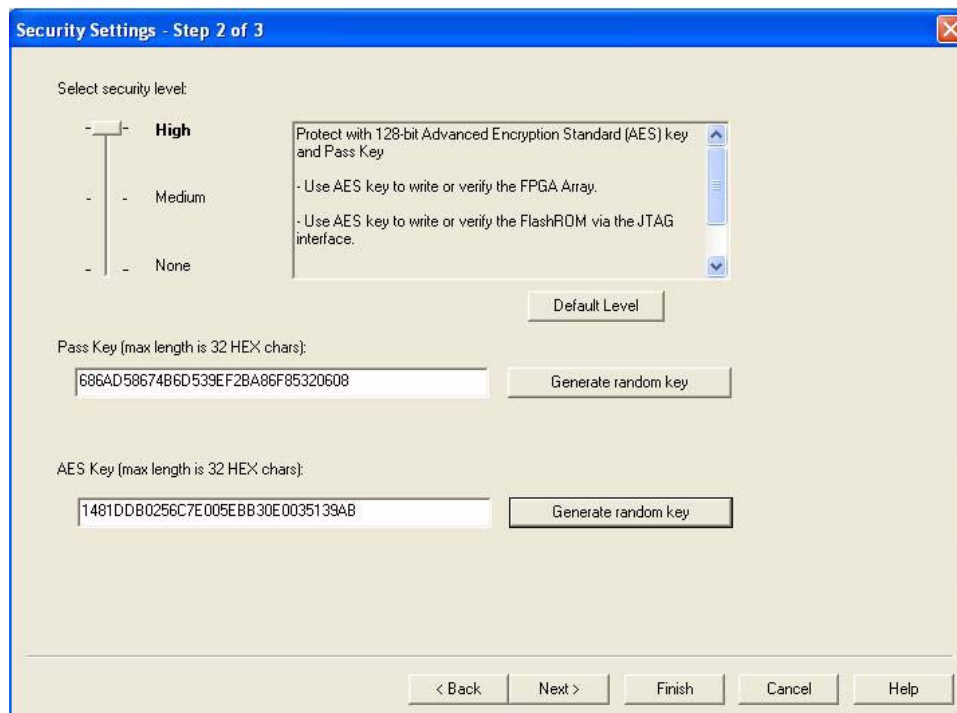 Security Settings - Step 2 of 3
Select security level:
High
Medium
None
Protect with 128-bit Advanced Encryption Standard (AES) key
and Pass Key
- Use AES key to write or verify the FPGA Array.
- Use AES key to write or verify the FlashROM via the JTAG
interface.
Default Level
Pass Key (max length is 32 HEX chars):
686AD58674B6D539EF2BA86F85320608
Generate random key
AES Key (max length is 32 HEX chars):
1481DDB0256C7E005EBB30E0035139AB
Generate random key
< Back
Next >
Finish
Cancel
Help